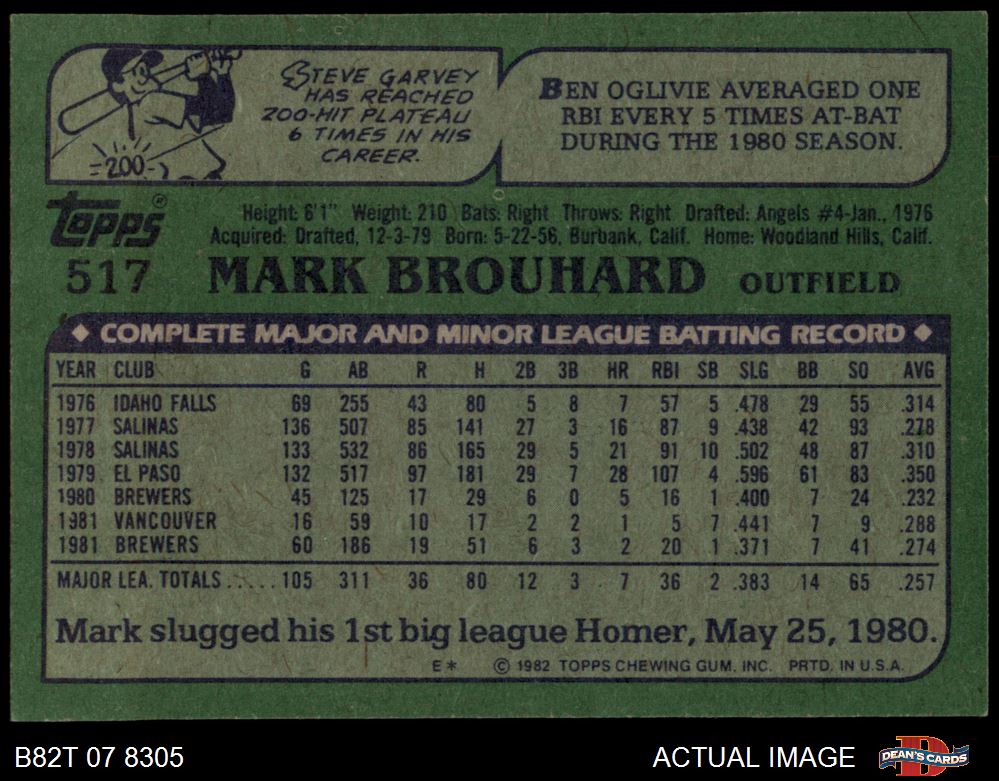 STEVE GARVEY
HAS REACHED
200-HIT PLATEAU
6 TIMES IN HIS
CAREER.
200
BEN OGLIVIE AVERAGED ONE
RBI EVERY 5 TIMES AT-BAT
DURING THE 1980 SEASON.
topps®
Height: 6'1" Weight: 210 Bats: Right Throws: Right Drafted: Angels #4-Jan., 1976
Acquired: Drafted, 12-3-79 Born: 5-22-56, Burbank, Calif. Home: Woodland Hills, Calif.
517 MARK BROUHARD OUTFIELD
◆ COMPLETE MAJOR AND MINOR LEAGUE BATTING RECORD ◆
YEAR CLUB G AB R H 2B 3B HR RBI SB SLG BB SO AVG
1976 IDAHO FALLS 69 255 43 80 5 8 7 57 5 .478 29 55 .314
1977 SALINAS 136 507 85 141 27 3 16 87 9 .438 42 93 .278
1978 SALINAS 133 532 86 165 29 5 21 91 10 .502 48 87 .310
1979 EL PASO 132 517 97 181 29 7 28 107 4 .596 61 83 .350
1980 BREWERS 45 125 17 29 6 0 5 16 1 .400 7 24 .232
1981 VANCOUVER 16 59 10 17 2 2 1 5 7 .441 7 9 .288
1981 BREWERS 60 186 19 51 6 3 2 20 1 .371 7 41 .274
MAJOR LEA. TOTALS ...... 105 311 36 80 12 3 7 36 2 .383 14 65 .257
Mark slugged his 1st big league Homer, May 25, 1980.
E* © 1982 TOPPS CHEWING GUM, INC. PRTD. IN U.S.A.
B82T 07 8305 ACTUAL IMAGE DEAN'S CARDS